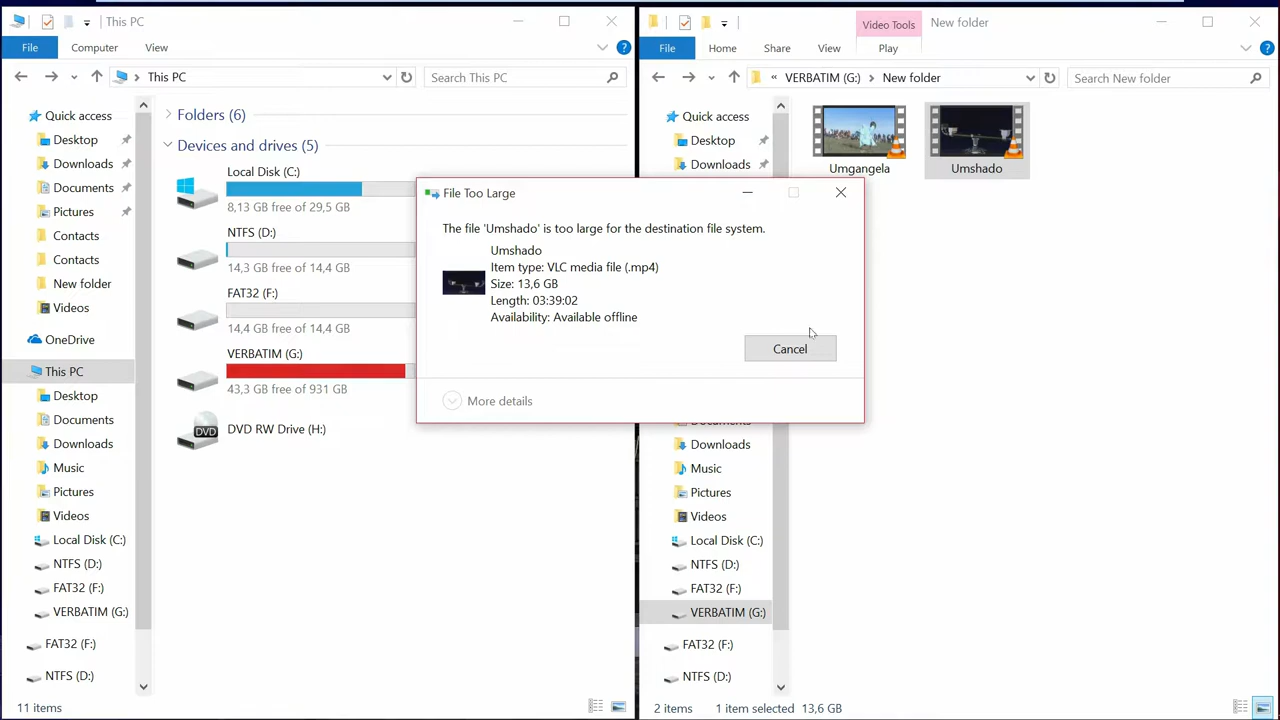 This PC
File
Computer
View
This PC
Search This PC
Quick access
Desktop
Downloads
Documents
Pictures
Contacts
Contacts
New folder
Videos
OneDrive
This PC
Desktop
Documents
Downloads
Music
Pictures
Videos
Local Disk (C:)
NTFS (D:)
FAT32 (F:)
VERBATIM (G:)
FAT32 (F:)
NTFS (D:)
11 items
Folders (6)
Devices and drives (5)
Local Disk (C:)
8,13 GB free of 29,5 GB
NTFS (D:)
14,3 GB free of 14,4 GB
FAT32 (F:)
14,4 GB free of 14,4 GB
VERBATIM (G:)
43,3 GB free of 931 GB
DVD
DVD RW Drive (H:)
File Too Large
The file 'Umshado' is too large for the destination file system.
Umshado
Item type: VLC media file (.mp4)
Size: 13,6 GB
Length: 03:39:02
Availability: Available offline
Cancel
More details
Video Tools
New folder
File
Home
Share
View
Play
« VERBATIM (G:) New folder
Search New folder
Quick access
Desktop
Downloads
Umgangela
Umshado
Documents
Downloads
Music
Pictures
Videos
Local Disk (C:)
NTFS (D:)
FAT32 (F:)
VERBATIM (G:)
FAT32 (F:)
NTFS (D:)
2 items
1 item selected 13,6 GB